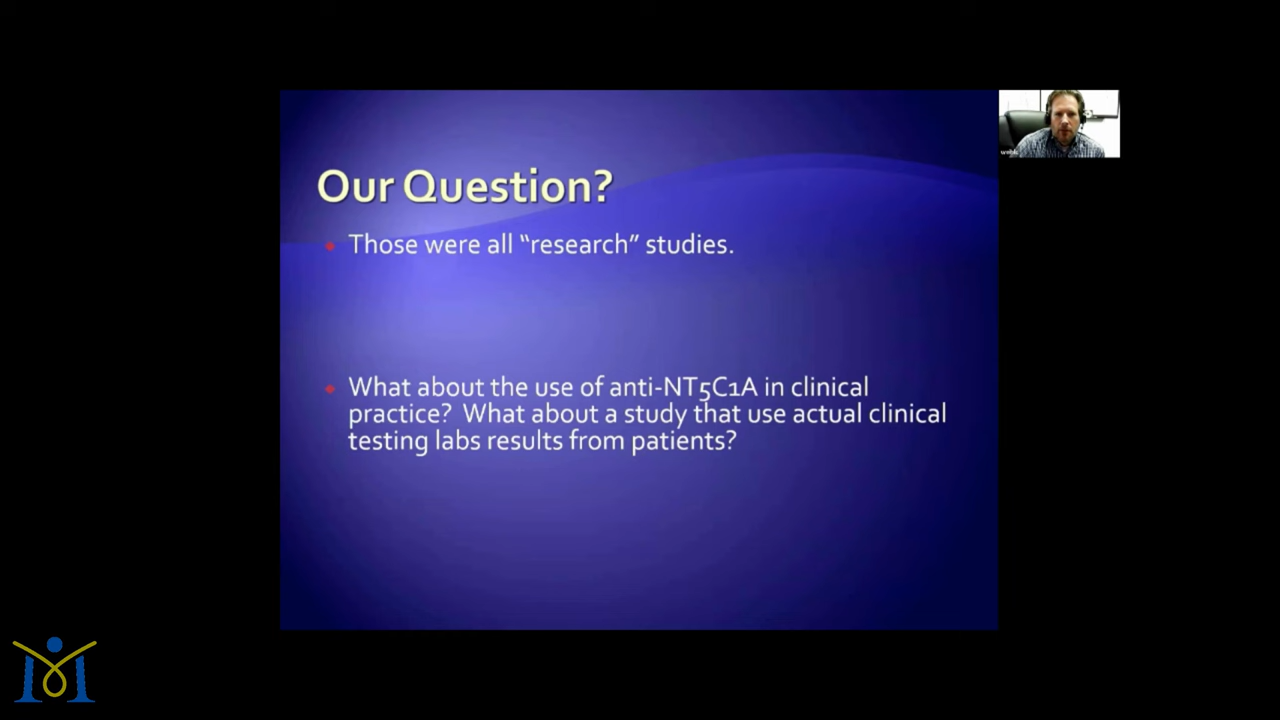 Our Question?
Those were all “research” studies.
What about the use of anti-NT5C1A in clinical
practice? What about a study that use actual clinical
testing labs results from patients?